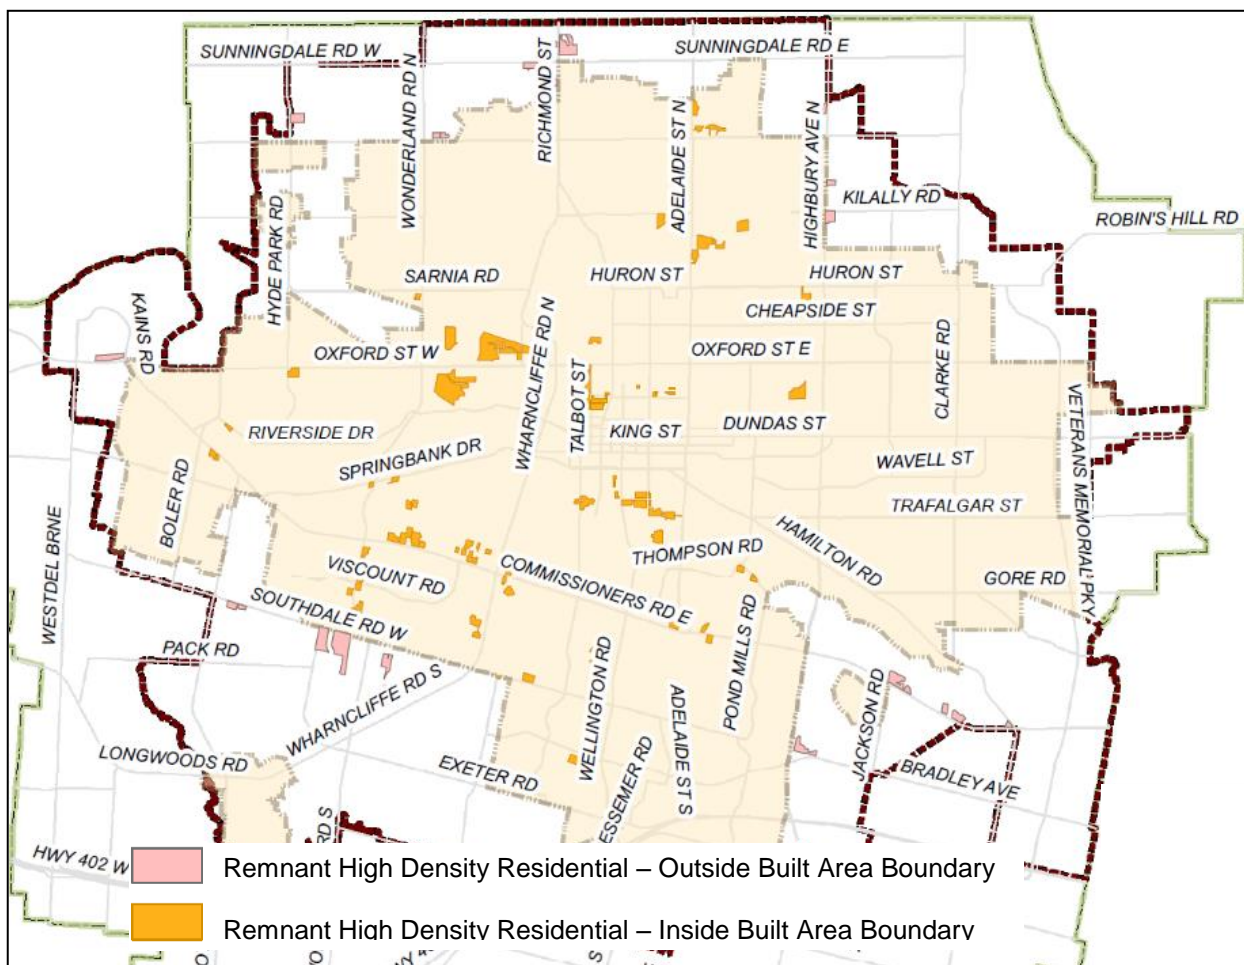 SUNNINGDALE RD W
SUNNINGDALE RD E
WONDERLAND RD N
RICHMOND ST
ADELAIDE ST N
HIGHBURY AVE N
KILALLY RD
ROBIN'S HILL RD
HYDE PARK RD
SARNIA RD
HURON ST
HURON ST
KAINS RD
CHEAPSIDE ST
OXFORD ST W
WHARNCLIFFE RD N
TALBOT ST
OXFORD ST E
CLARKE RD
VETERANS MEMORIAL PKY
RIVERSIDE DR
KING ST
DUNDAS ST
SPRINGBANK DR
WAVELL ST
BOLER RD
TRAFALGAR ST
WESTDEL BRNE
HAMILTON RD
THOMPSON RD
VISCOUNT RD
COMMISSIONERS RD E
GORE RD
SOUTHDALE RD W
PACK RD
WHARNCLIFFE RD S
WELLINGTON RD
POND MILLS RD
ADELAIDE ST S
JACKSON RD
LONGWOODS RD
EXETER RD
ESSEMER RD
BRADLEY AVE
RD S
HWY 402 W
Remnant High Density Residential – Outside Built Area Boundary
Remnant High Density Residential – Inside Built Area Boundary
S